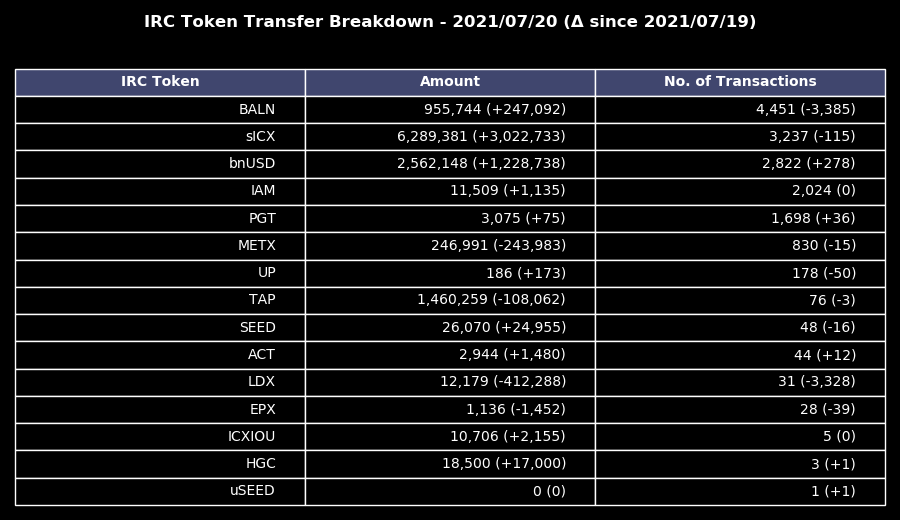 IRC Token Transfer Breakdown - 2021/07/20 (Δ since 2021/07/19)
IRC Token Amount No. of Transactions
BALN 955,744 (+247,092) 4,451 (-3,385)
sICX 6,289,381 (+3,022,733) 3,237 (-115)
bnUSD 2,562,148 (+1,228,738) 2,822 (+278)
IAM 11,509 (+1,135) 2,024 (0)
PGT 3,075 (+75) 1,698 (+36)
METX 246,991 (-243,983) 830 (-15)
UP 186 (+173) 178 (-50)
TAP 1,460,259 (-108,062) 76 (-3)
SEED 26,070 (+24,955) 48 (-16)
ACT 2,944 (+1,480) 44 (+12)
LDX 12,179 (-412,288) 31 (-3,328)
EPX 1,136 (-1,452) 28 (-39)
ICXIOU 10,706 (+2,155) 5 (0)
HGC 18,500 (+17,000) 3 (+1)
uSEED 0 (0) 1 (+1)